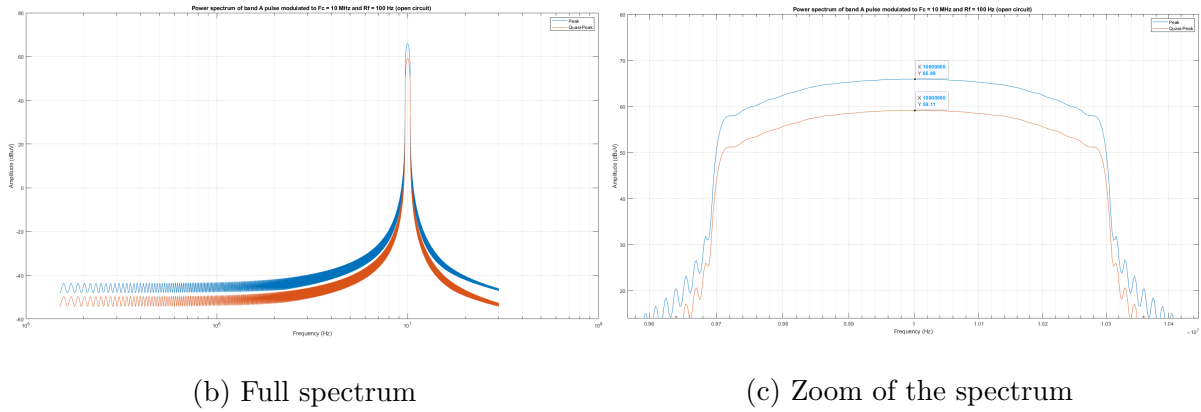 Power spectrum of band A pulse modulated to Fc = 10 MHz and Rf = 100 Hz (open circuit)
Peak
Quasi-Peak
80
60
40
20
0
-20
-40
-60
Amplitude (dBuV)
10^5
10^6
10^7
10^8
Frequency (Hz)
(b) Full spectrum
Power spectrum of band A pulse modulated to Fc = 10 MHz and Rf = 100 Hz (open circuit)
Peak
Quasi-Peak
80
70
60
50
40
30
20
Amplitude (dBuV)
X 10000000
Y 65.89
X 10000000
Y 59.11
0.96
0.97
0.98
0.99
1
1.01
1.02
1.03
1.04
×10^7
Frequency (Hz)
(c) Zoom of the spectrum